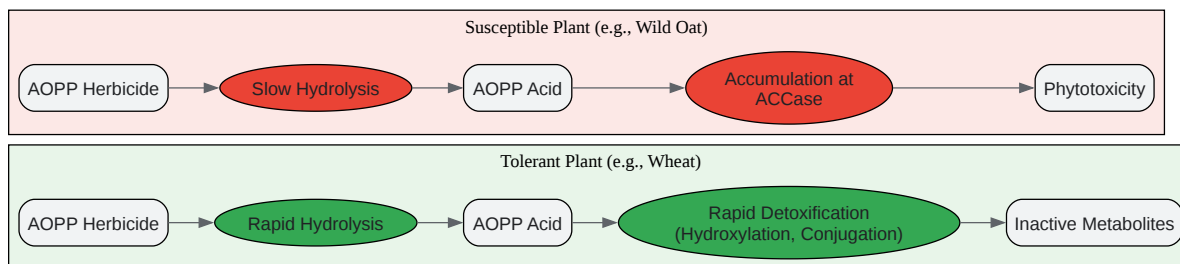 Susceptible Plant (e.g., Wild Oat)
AOPP Herbicide
Slow Hydrolysis
AOPP Acid
Accumulation at
ACCase
Phytotoxicity
Tolerant Plant (e.g., Wheat)
AOPP Herbicide
Rapid Hydrolysis
AOPP Acid
Rapid Detoxification
(Hydroxylation, Conjugation)
Inactive Metabolites